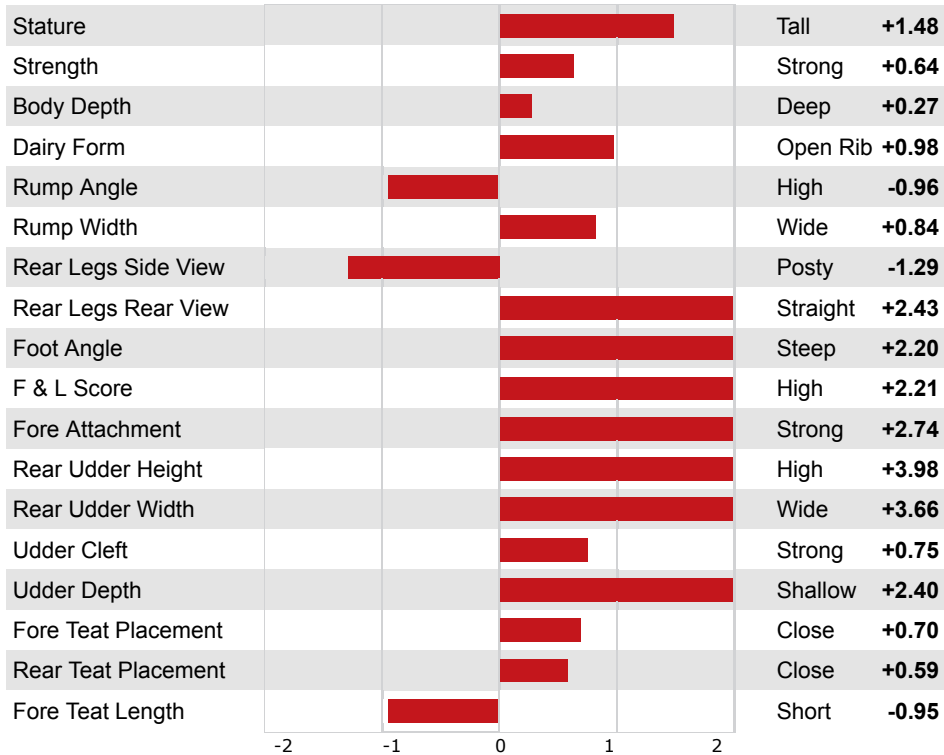 Stature Tall +1.48
Strength Strong +0.64
Body Depth Deep +0.27
Dairy Form Open Rib +0.98
Rump Angle High -0.96
Rump Width Wide +0.84
Rear Legs Side View Posty -1.29
Rear Legs Rear View Straight +2.43
Foot Angle Steep +2.20
F & L Score High +2.21
Fore Attachment Strong +2.74
Rear Udder Height High +3.98
Rear Udder Width Wide +3.66
Udder Cleft Strong +0.75
Udder Depth Shallow +2.40
Fore Teat Placement Close +0.70
Rear Teat Placement Close +0.59
Fore Teat Length Short -0.95
-2 -1 0 1 2